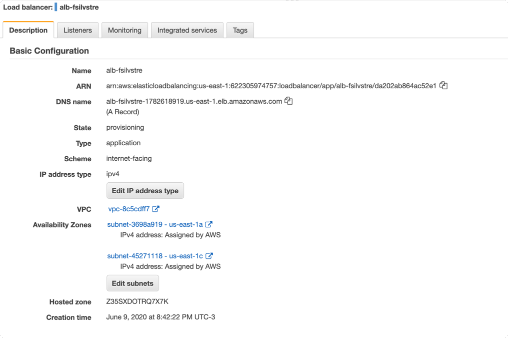 Load balancer: alb-fsilvstre
Description Listeners Monitoring Integrated services Tags
Basic Configuration
Name alb-fsilvstre
ARN arn:aws:elasticloadbalancing:us-east-1:622305974757:loadbalancer/app/alb-fsilvstre/da202ab864ac52e1
DNS name alb-fsilvstre-1782618919.us-east-1.elb.amazonaws.com
(A Record)
State provisioning
Type application
Scheme internet-facing
IP address type ipv4
Edit IP address type
VPC vpc-8c5cdff7
Availability Zones subnet-3698a919 - us-east-1a
IPv4 address: Assigned by AWS
subnet-45271118 - us-east-1c
IPv4 address: Assigned by AWS
Edit subnets
Hosted zone Z35SXDOTRQ7X7K
Creation time June 9, 2020 at 8:42:22 PM UTC-3